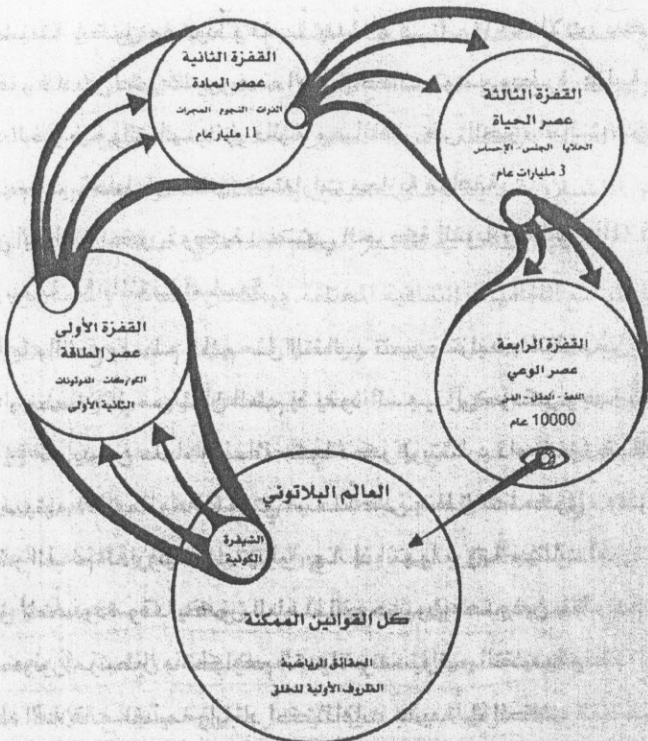 القفزة الثانية
عصر المادة
الذرات - النجوم - المجرات
11 مليار عام
القفزة الثالثة
عصر الحياة
الخلايا - الجنس - الإحساس
3 مليارات عام
القفزة الأولى
عصر الطاقة
الكواركات - الفوتونات
الثانية الأولى
القفزة الرابعة
عصر الوعي
اللغة - العقل - الفن
10000 عام
العالم البلاتوني
الشيفرة
الكونية
كل القوانين الممكنة
الحقائق الرياضية
الظروف الأولية للخلق